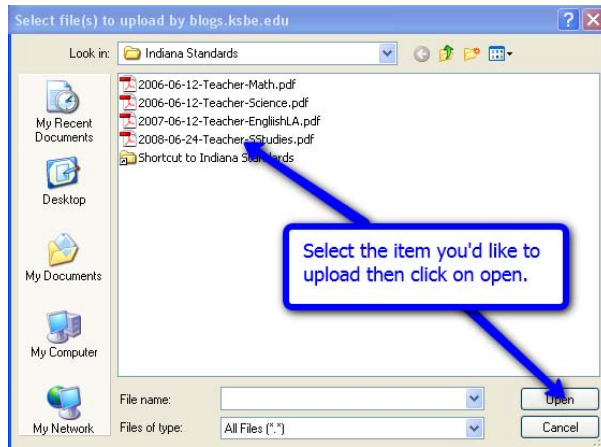 Select file(s) to upload by blogs.ksbe.edu
Look in:
Indiana Standards
2006-06-12-Teacher-Math.pdf
2006-06-12-Teacher-Science.pdf
2007-06-12-Teacher-EngliishLA.pdf
2008-06-24-Teacher-SStudies.pdf
Shortcut to Indiana Standards
My Recent
Documents
Desktop
My Documents
My Computer
My Network
Select the item you'd like to
upload then click on open.
File name:
Open
Files of type:
All Files (*.*)
Cancel